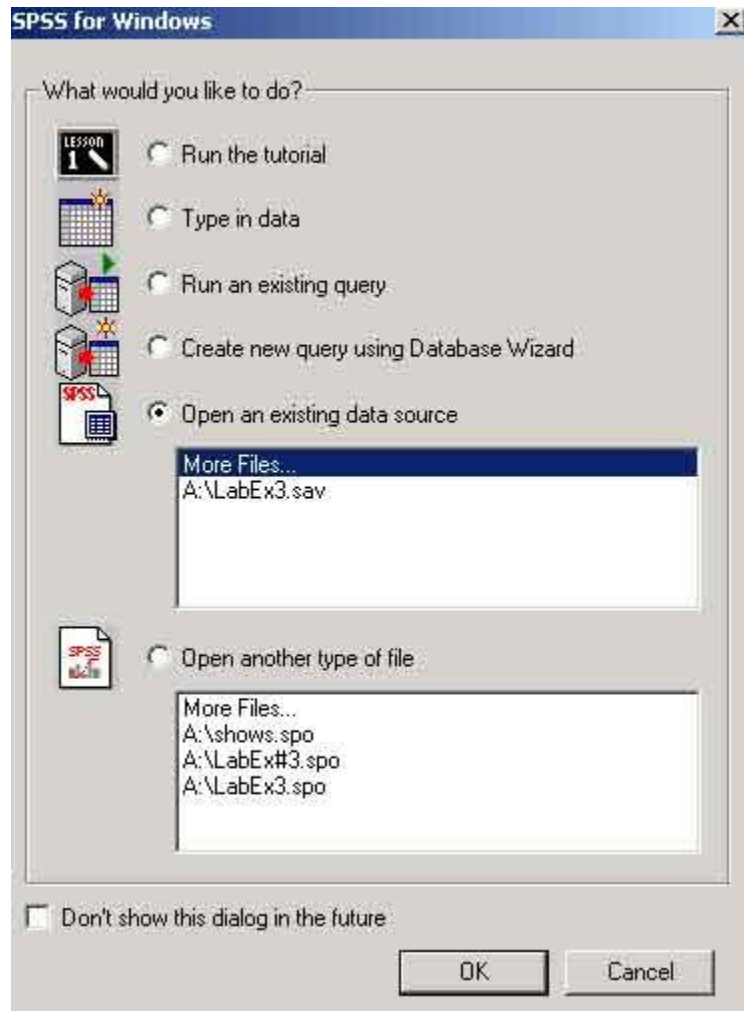 SPSS for Windows
What would you like to do?
LESSON
1
Run the tutorial
Type in data
Run an existing query
Create new query using Database Wizard
SPSS
Open an existing data source
More Files...
A:\LabEx3.sav
SPSS
Open another type of file
More Files...
A:\shows.spo
A:\LabEx#3.spo
A:\LabEx3.spo
Don't show this dialog in the future
OK
Cancel